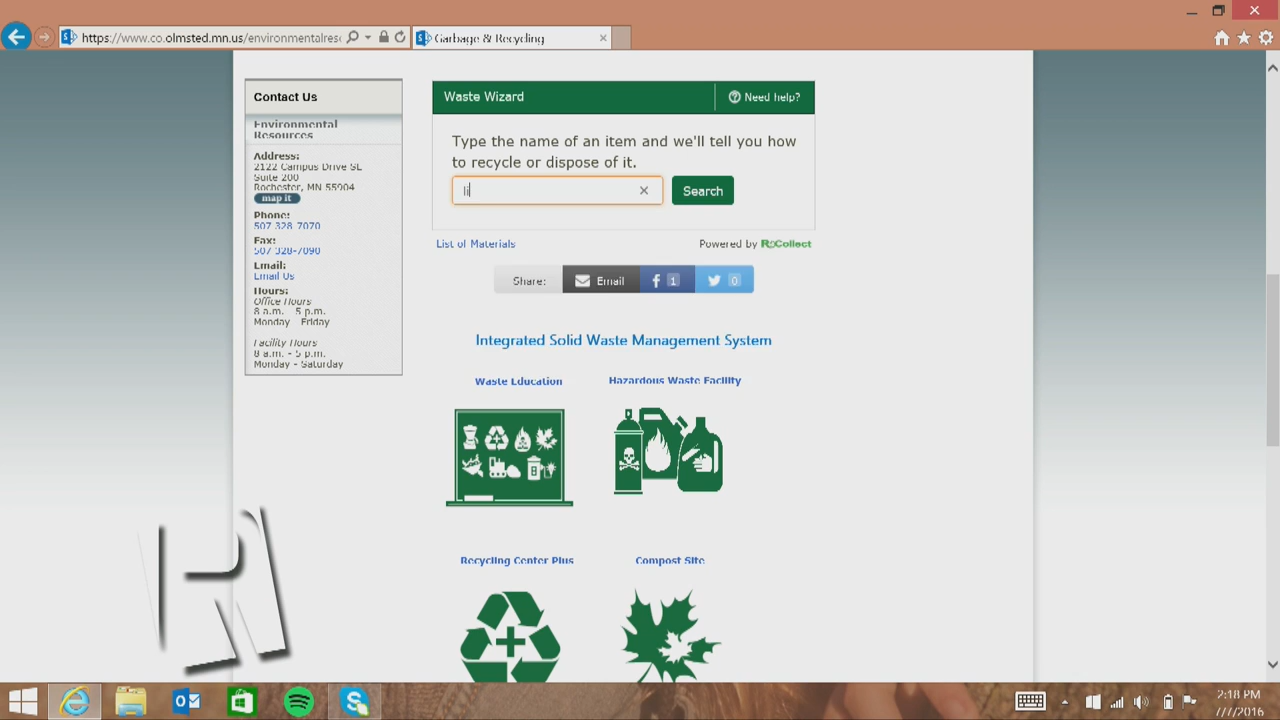 https://www.co.olmsted.mn.us/environmentalres
Garbage & Recycling
Contact Us
Environmental
Resources
Address:
2122 Campus Drive SE
Suite 200
Rochester, MN 55904
map it
Phone:
507-328-7070
Fax:
507-328-7090
Email:
Email Us
Hours:
Office Hours
8 a.m. - 5 p.m.
Monday - Friday
Facility Hours
8 a.m. - 5 p.m.
Monday - Saturday
Waste Wizard
Need help?
Type the name of an item and we'll tell you how
to recycle or dispose of it.
li
Search
List of Materials
Powered by ReCollect
Share:
Email
1
0
Integrated Solid Waste Management System
Waste Education
Hazardous Waste Facility
Recycling Center Plus
Compost Site
R
2:18 PM
7/7/2016